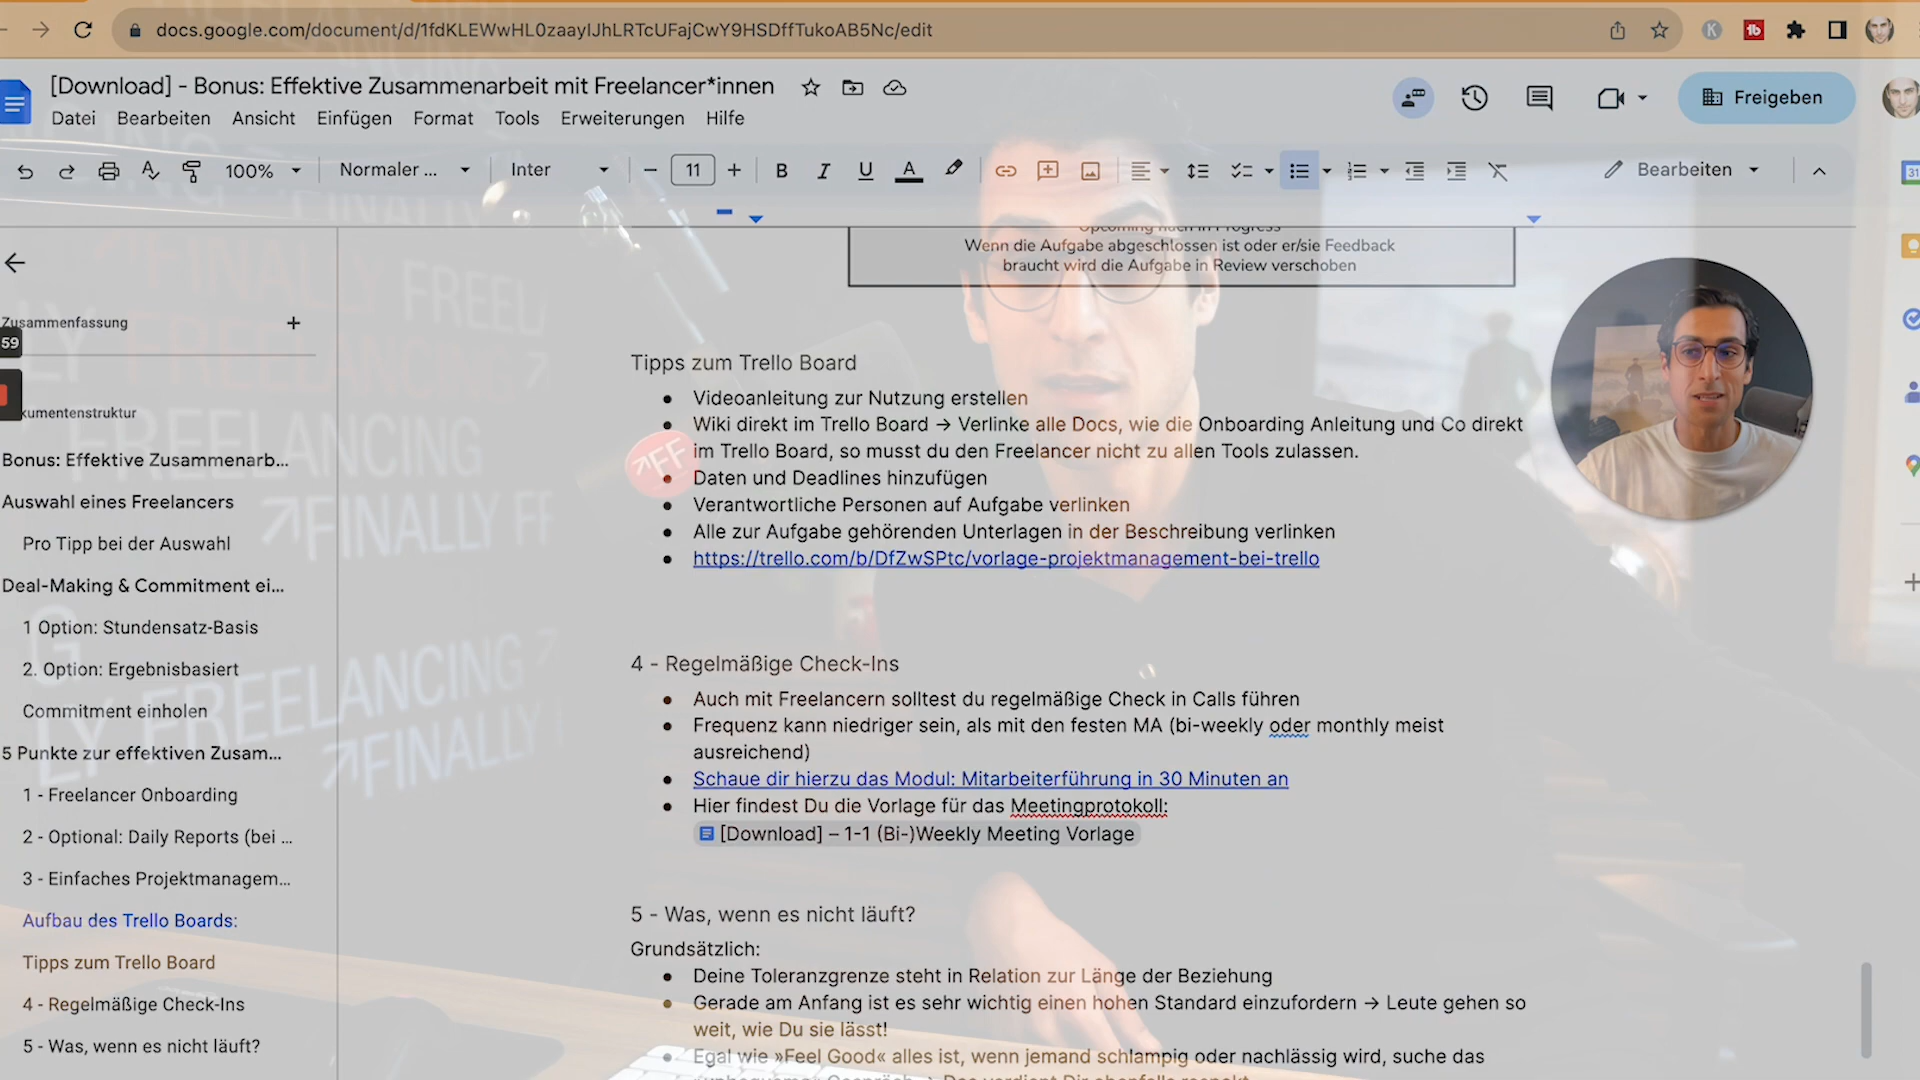 docs.google.com/document/d/1fdKLEWwHL0zaayIJhLRTcUFajCwY9HSDffTukoAB5Nc/edit
[Download] - Bonus: Effektive Zusammenarbeit mit Freelancer*innen
Datei Bearbeiten Ansicht Einfügen Format Tools Erweiterungen Hilfe
Freigeben
100% Normaler ... Inter 11 Bearbeiten
31
Wenn die Aufgabe abgeschlossen ist oder er/sie Feedback
braucht wird die Aufgabe in Review verschoben
Zusammenfassung
59
kumentenstruktur
Bonus: Effektive Zusammenarb...
Auswahl eines Freelancers
Pro Tipp bei der Auswahl
Deal-Making & Commitment ei...
1 Option: Stundensatz-Basis
2. Option: Ergebnisbasiert
Commitment einholen
5 Punkte zur effektiven Zusam...
1 - Freelancer Onboarding
2 - Optional: Daily Reports (bei ...
3 - Einfaches Projektmanagem...
Aufbau des Trello Boards:
Tipps zum Trello Board
4 - Regelmäßige Check-Ins
5 - Was, wenn es nicht läuft?
Tipps zum Trello Board
Videoanleitung zur Nutzung erstellen
Wiki direkt im Trello Board → Verlinke alle Docs, wie die Onboarding Anleitung und Co direkt
im Trello Board, so musst du den Freelancer nicht zu allen Tools zulassen.
Daten und Deadlines hinzufügen
Verantwortliche Personen auf Aufgabe verlinken
Alle zur Aufgabe gehörenden Unterlagen in der Beschreibung verlinken
https://trello.com/b/DfZwSPtc/vorlage-projektmanagement-bei-trello
4 - Regelmäßige Check-Ins
Auch mit Freelancern solltest du regelmäßige Check in Calls führen
Frequenz kann niedriger sein, als mit den festen MA (bi-weekly oder monthly meist
ausreichend)
Schaue dir hierzu das Modul: Mitarbeiterführung in 30 Minuten an
Hier findest Du die Vorlage für das Meetingprotokoll:
[Download] – 1-1 (Bi-)Weekly Meeting Vorlage
5 - Was, wenn es nicht läuft?
Grundsätzlich:
Deine Toleranzgrenze steht in Relation zur Länge der Beziehung
Gerade am Anfang ist es sehr wichtig einen hohen Standard einzufordern → Leute gehen so
weit, wie Du sie lässt!
Egal wie »Feel Good« alles ist, wenn jemand schlampig oder nachlässig wird, suche das
FINALLY
FREELANCING
FREELANCING
FINALLY
FREELANCING
FINALLY
FF